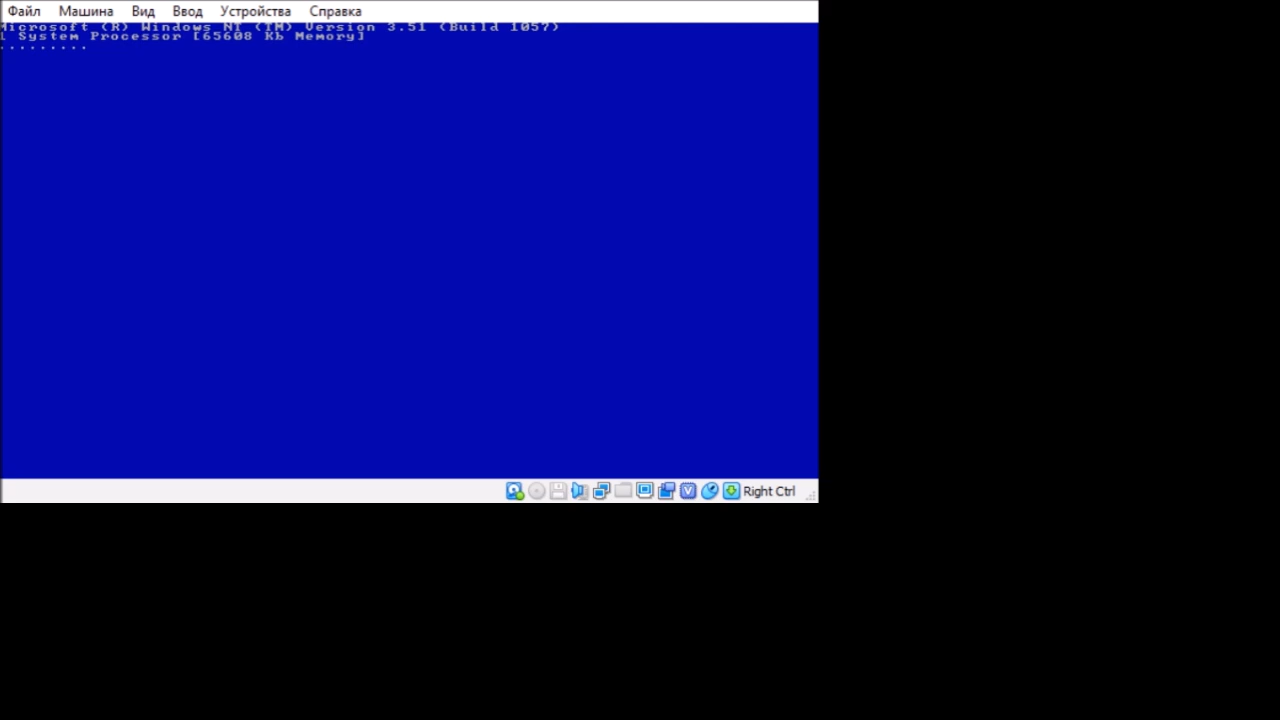 Файл Машина Вид Ввод Устройства Справка
Microsoft (R) Windows NT (TM) Version 3.51 (Build 1057)
1 System Processor [65608 Kb Memory]
.........
Right Ctrl